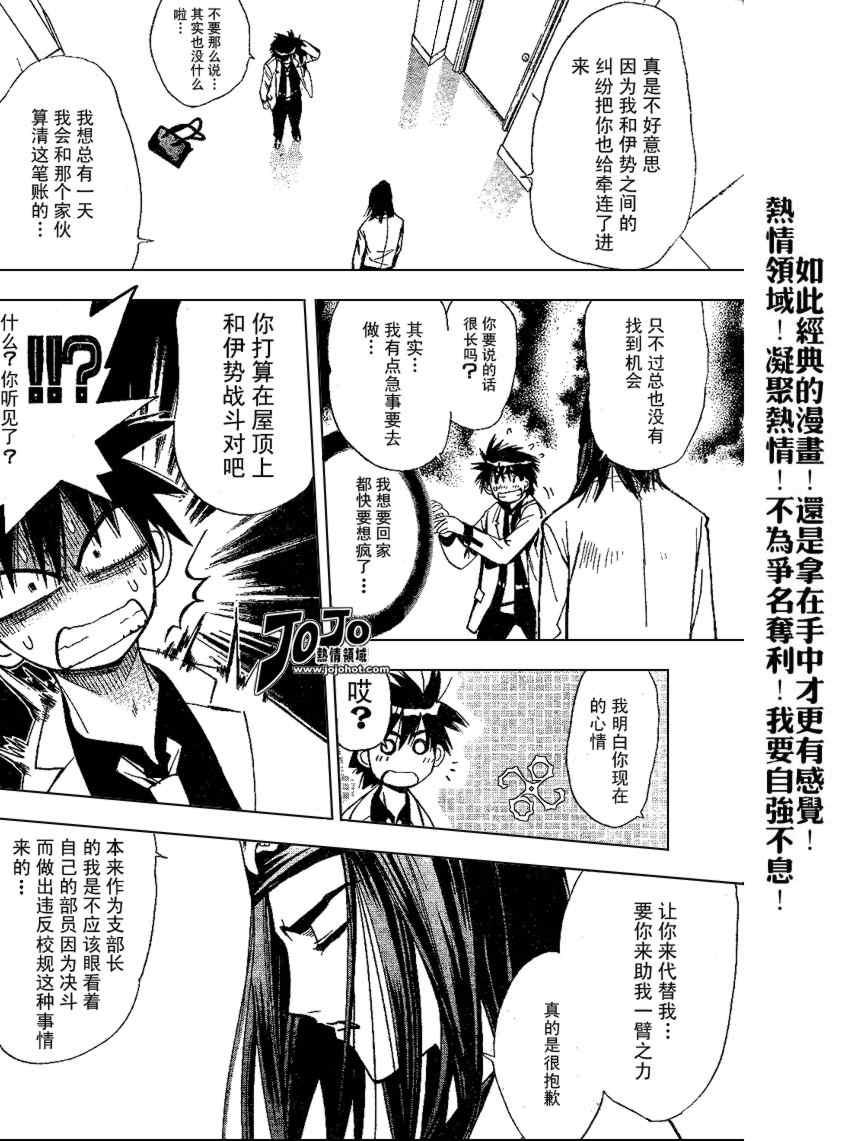 真是不好意思
因为我和伊势之间的
纠纷把你也给牵连了进
来
不要那么说…
其实也没什么
啦…
我想总有一天
我会和那个家伙
算清这笔账的…
只不过总也没有
找到机会
你要说的话
很长吗?
其实…
我有点急事要去
做…
我想要回家
都快要想疯了…
你打算在屋顶上
和伊势战斗对吧
!!?
什么?你听见了?
我明白你现在
的心情
哎?
让你来代替我…
要你来助我一臂之力
真的是很抱歉
本来作为支部长
的我是不应该眼看着
自己的部员因为决斗
而做出违反校规这种事情
来的…
JOJO
熱情領域
www.jojohot.com
如此經典的漫畫!還是拿在手中才更有感覺!
熱情領域!凝聚熱情!不為爭名奪利!我要自強不息!